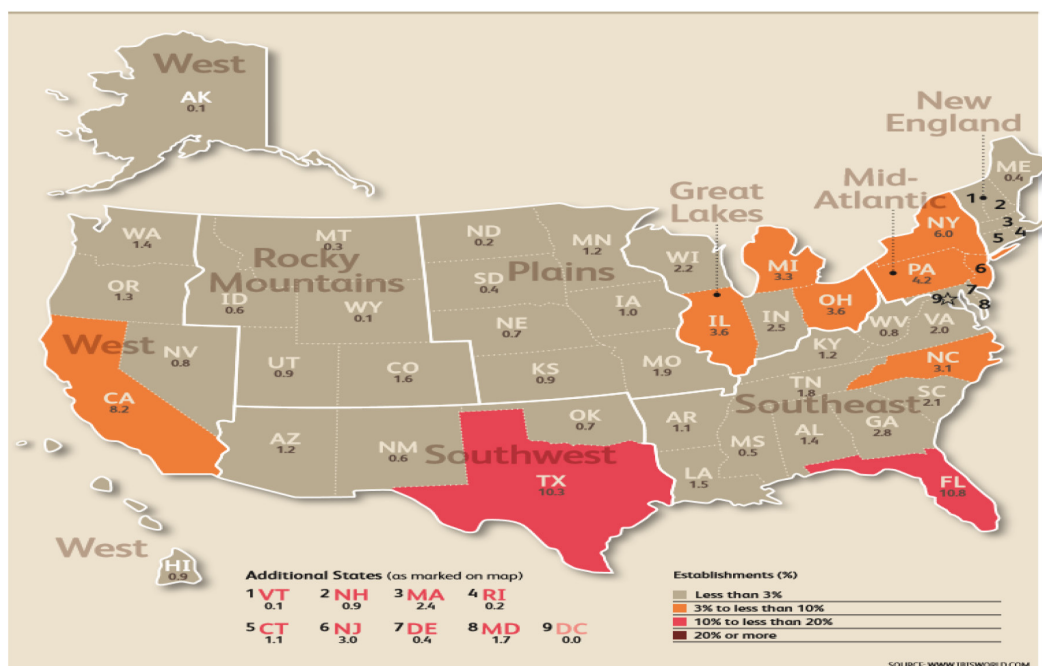 West
AK
0.1
New
England
ME
0.4
Great
Lakes
Mid-
Atlantic
1
2
3
4
5
NY
6.0
WA
1.4
MT
0.3
ND
0.2
MN
1.2
WI
2.2
MI
3.3
PA
4.2
6
7
8
9
Rocky
Mountains
Plains
OR
1.3
ID
0.6
WY
0.1
SD
0.4
IA
1.0
NE
0.7
IL
3.6
IN
2.5
OH
3.6
WV
0.8
VA
2.0
West
NV
0.8
UT
0.9
CO
1.6
KS
0.9
MO
1.9
KY
1.2
NC
3.1
CA
8.2
TN
1.8
SC
2.1
Southeast
AZ
1.2
NM
0.6
OK
0.7
AR
1.1
MS
0.5
AL
1.4
GA
2.8
Southwest
TX
10.3
LA
1.5
FL
10.8
West
HI
0.9
Additional States (as marked on map)
1 VT 2 NH 3 MA 4 RI
0.1 0.9 2.4 0.2
5 CT 6 NJ 7 DE 8 MD 9 DC
1.1 3.0 0.4 1.7 0.0
Establishments (%)
Less than 3%
3% to less than 10%
10% to less than 20%
20% or more
SOURCE: WWW.IBISWORLD.COM